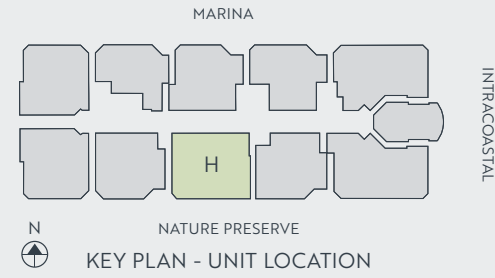 MARINA
INTRACOASTAL
H
N
NATURE PRESERVE
KEY PLAN - UNIT LOCATION